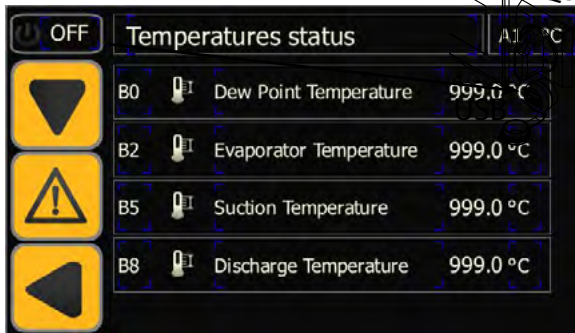 OFF
Temperatures status
A1 °C
B0 Dew Point Temperature 999.0 °C
B2 Evaporator Temperature 999.0 °C
B5 Suction Temperature 999.0 °C
B8 Discharge Temperature 999.0 °C